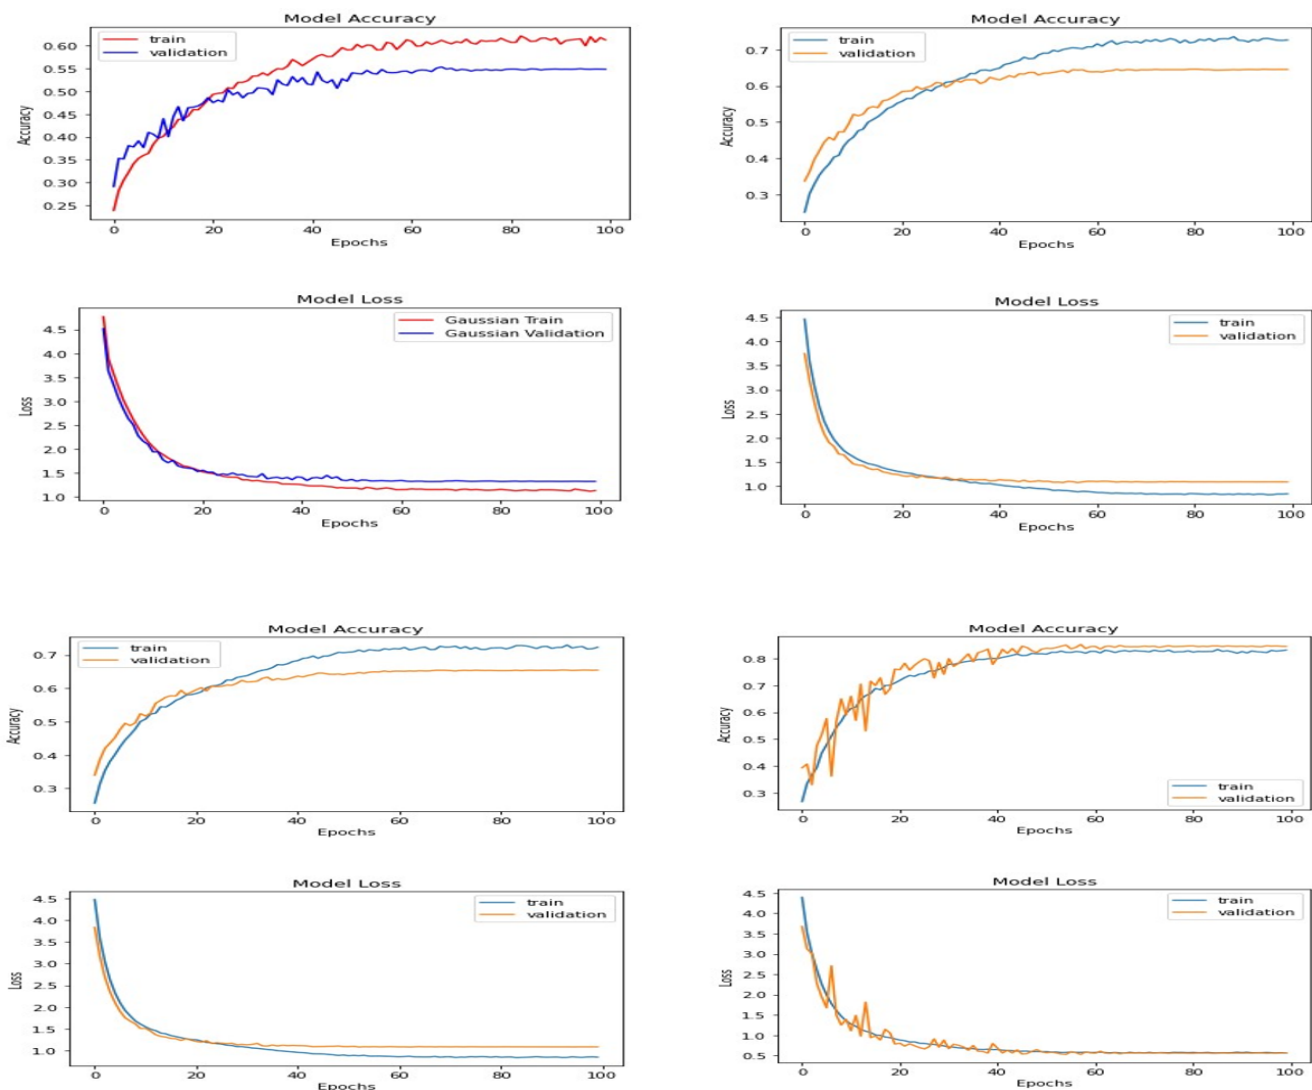 Model Accuracy
train
validation
0.60
0.55
0.50
0.45
0.40
0.35
0.30
0.25
Accuracy
0 20 40 60 80 100
Epochs
Model Loss
Gaussian Train
Gaussian Validation
4.5
4.0
3.5
3.0
2.5
2.0
1.5
1.0
Loss
0 20 40 60 80 100
Epochs
Model Accuracy
train
validation
0.7
0.6
0.5
0.4
0.3
Accuracy
0 20 40 60 80 100
Epochs
Model Loss
train
validation
4.5
4.0
3.5
3.0
2.5
2.0
1.5
1.0
Loss
0 20 40 60 80 100
Epochs
Model Accuracy
train
validation
0.7
0.6
0.5
0.4
0.3
Accuracy
0 20 40 60 80 100
Epochs
Model Loss
train
validation
4.5
4.0
3.5
3.0
2.5
2.0
1.5
1.0
Loss
0 20 40 60 80 100
Epochs
Model Accuracy
0.8
0.7
0.6
0.5
0.4
0.3
Accuracy
train
validation
0 20 40 60 80 100
Epochs
Model Loss
train
validation
4.5
4.0
3.5
3.0
2.5
2.0
1.5
1.0
0.5
Loss
0 20 40 60 80 100
Epochs